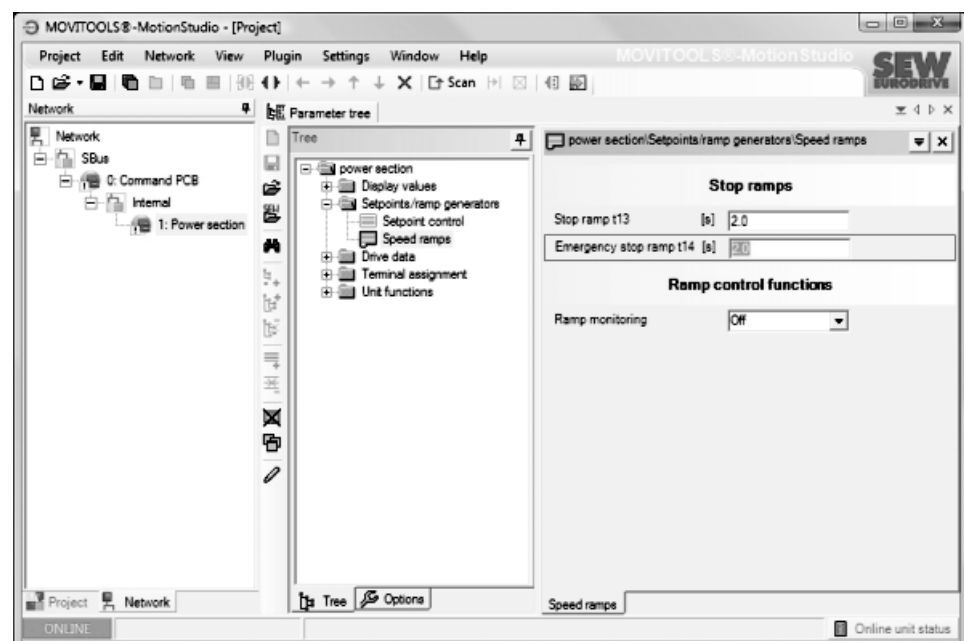 MOVITOOLS®-MotionStudio - [Project]
Project Edit Network View Plugin Settings Window Help
MOVITOOLS®-MotionStudio
SEW
EURODRIVE
Scan
Network
Parameter tree
Network
SBus
0: Command PCB
Internal
1: Power section
Tree
power section
Display values
Setpoints/ramp generators
Setpoint control
Speed ramps
Drive data
Terminal assignment
Unit functions
power section\Setpoints/ramp generators\Speed ramps
Stop ramps
Stop ramp t13 [s] 2.0
Emergency stop ramp t14 [s] 2.0
Ramp control functions
Ramp monitoring Off
Project Network
Tree Options
Speed ramps
ONLINE
Online unit status